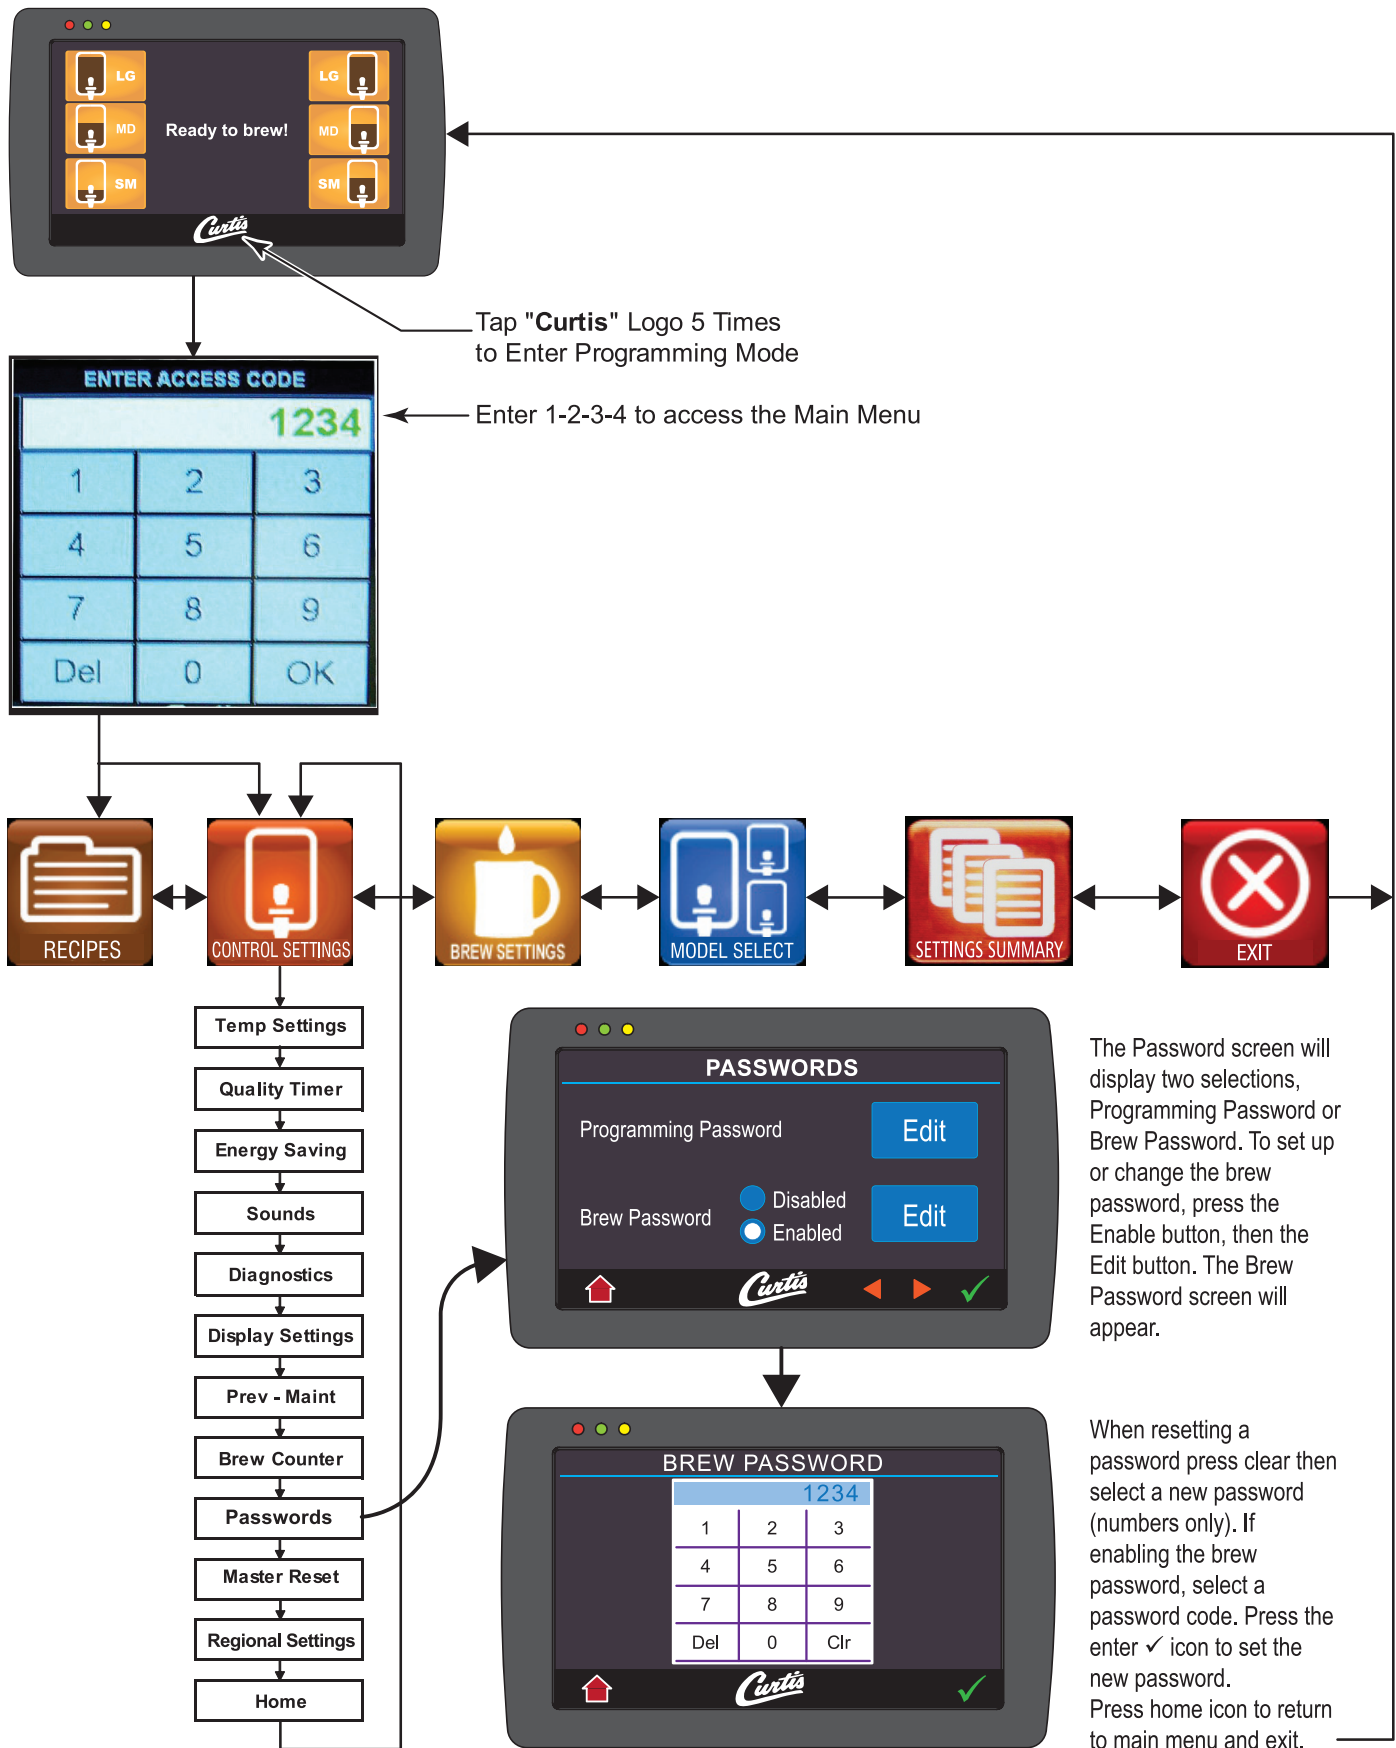 LG
LG
MD
Ready to brew!
MD
SM
SM
Curtis
Tap "Curtis" Logo 5 Times
to Enter Programming Mode
ENTER ACCESS CODE
1234
Enter 1-2-3-4 to access the Main Menu
1 2 3
4 5 6
7 8 9
Del 0 OK
RECIPES
CONTROL SETTINGS
BREW SETTINGS
MODEL SELECT
SETTINGS SUMMARY
EXIT
Temp Settings
Quality Timer
Energy Saving
Sounds
Diagnostics
Display Settings
Prev - Maint
Brew Counter
Passwords
Master Reset
Regional Settings
Home
PASSWORDS
Programming Password
Edit
Brew Password
Disabled
Enabled
Edit
Curtis
The Password screen will
display two selections,
Programming Password or
Brew Password. To set up
or change the brew
password, press the
Enable button, then the
Edit button. The Brew
Password screen will
appear.
BREW PASSWORD
1234
1 2 3
4 5 6
7 8 9
Del 0 Clr
Curtis
When resetting a
password press clear then
select a new password
(numbers only). If
enabling the brew
password, select a
password code. Press the
enter ✓ icon to set the
new password.
Press home icon to return
to main menu and exit.